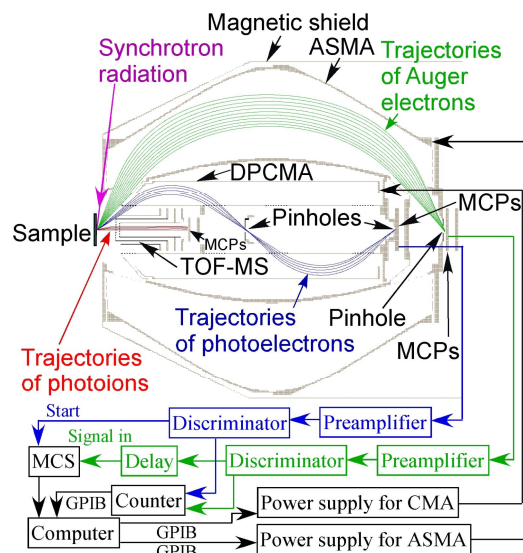 Magnetic shield
ASMA
Synchrotron
radiation
Trajectories
of Auger
electrons
DPCMA
MCPs
Pinholes
Sample
MCPs
TOF-MS
Trajectories
of photoelectrons
Pinhole
MCPs
Trajectories
of photoions
Start
Discriminator
Preamplifier
Signal in
MCS
Delay
Discriminator
Preamplifier
GPIB
Counter
Power supply for CMA
Computer
GPIB
Power supply for ASMA
GPIB